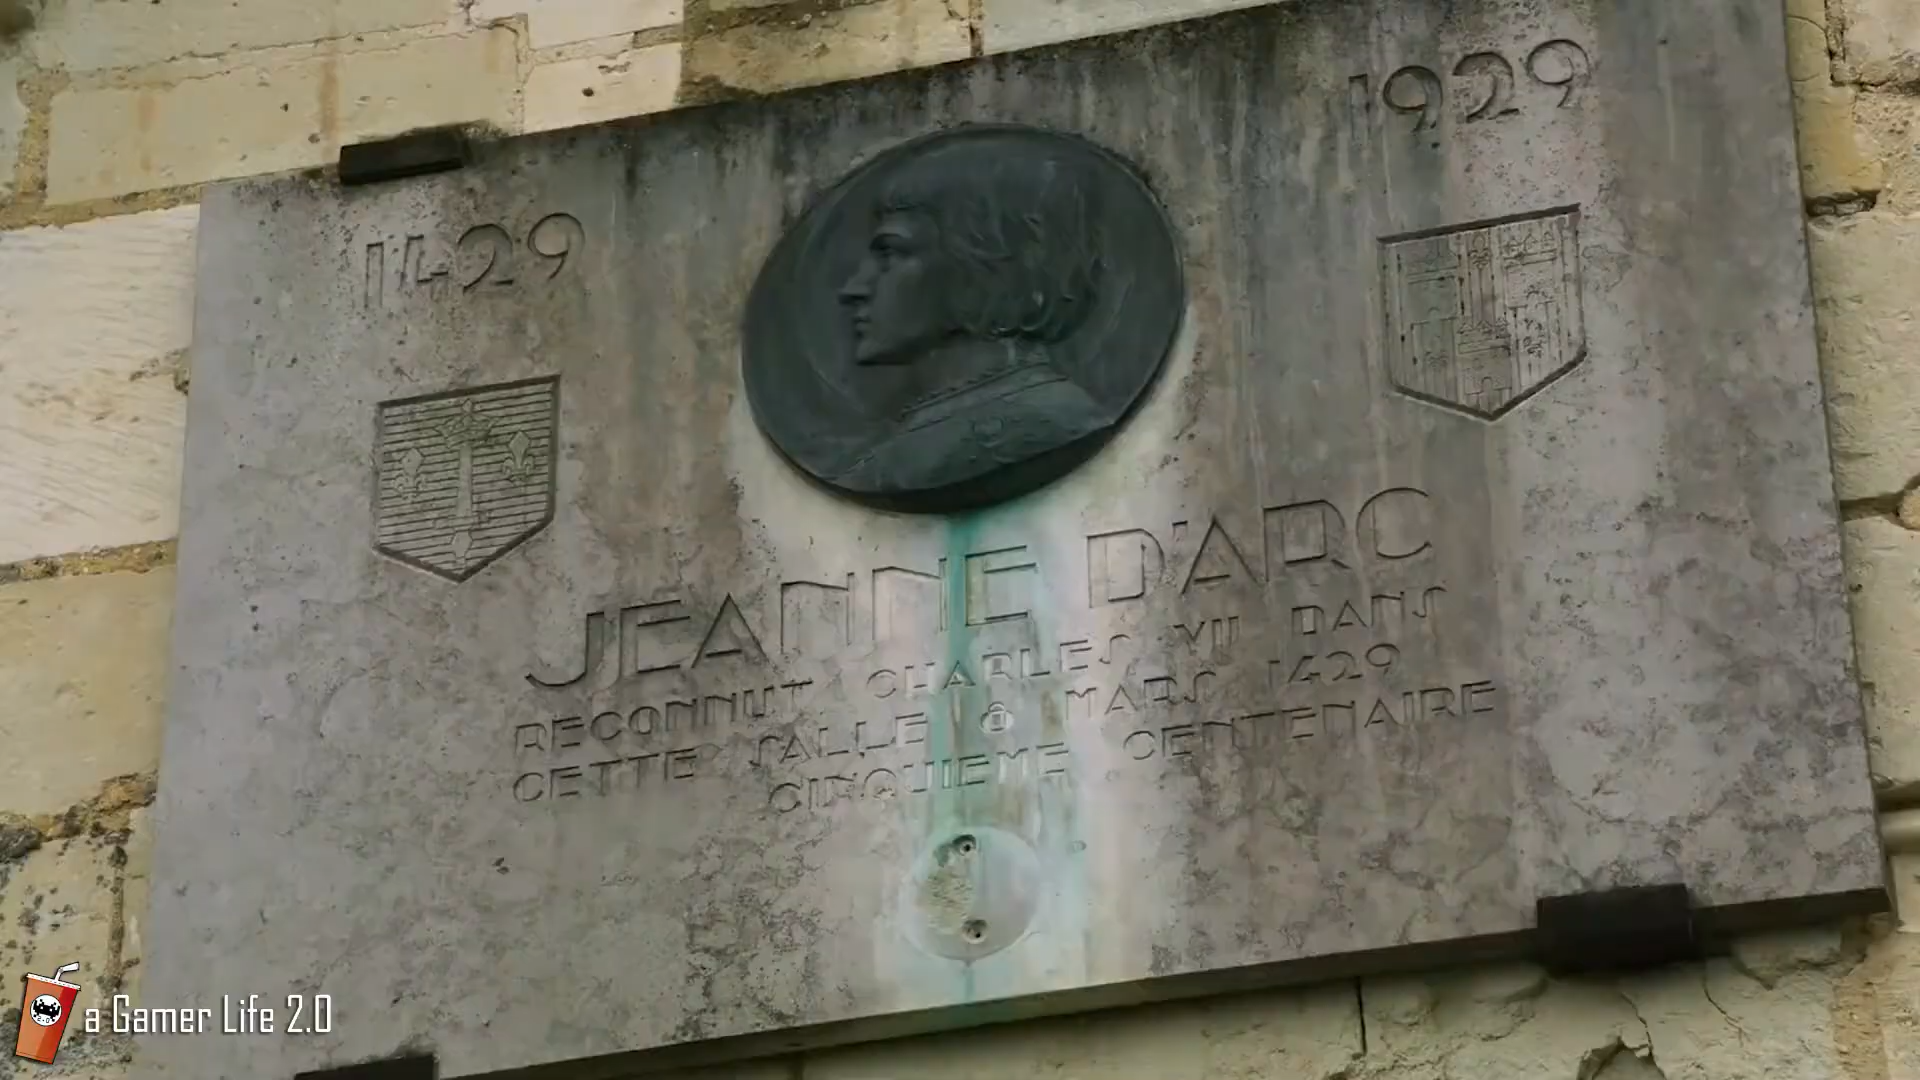 1429
1929
JEANNE D'ARC
RECONNUT CHARLES VII DANS
CETTE SALLE 8 MARS 1429
CINQUIEME CENTENAIRE
a Gamer Life 2.0